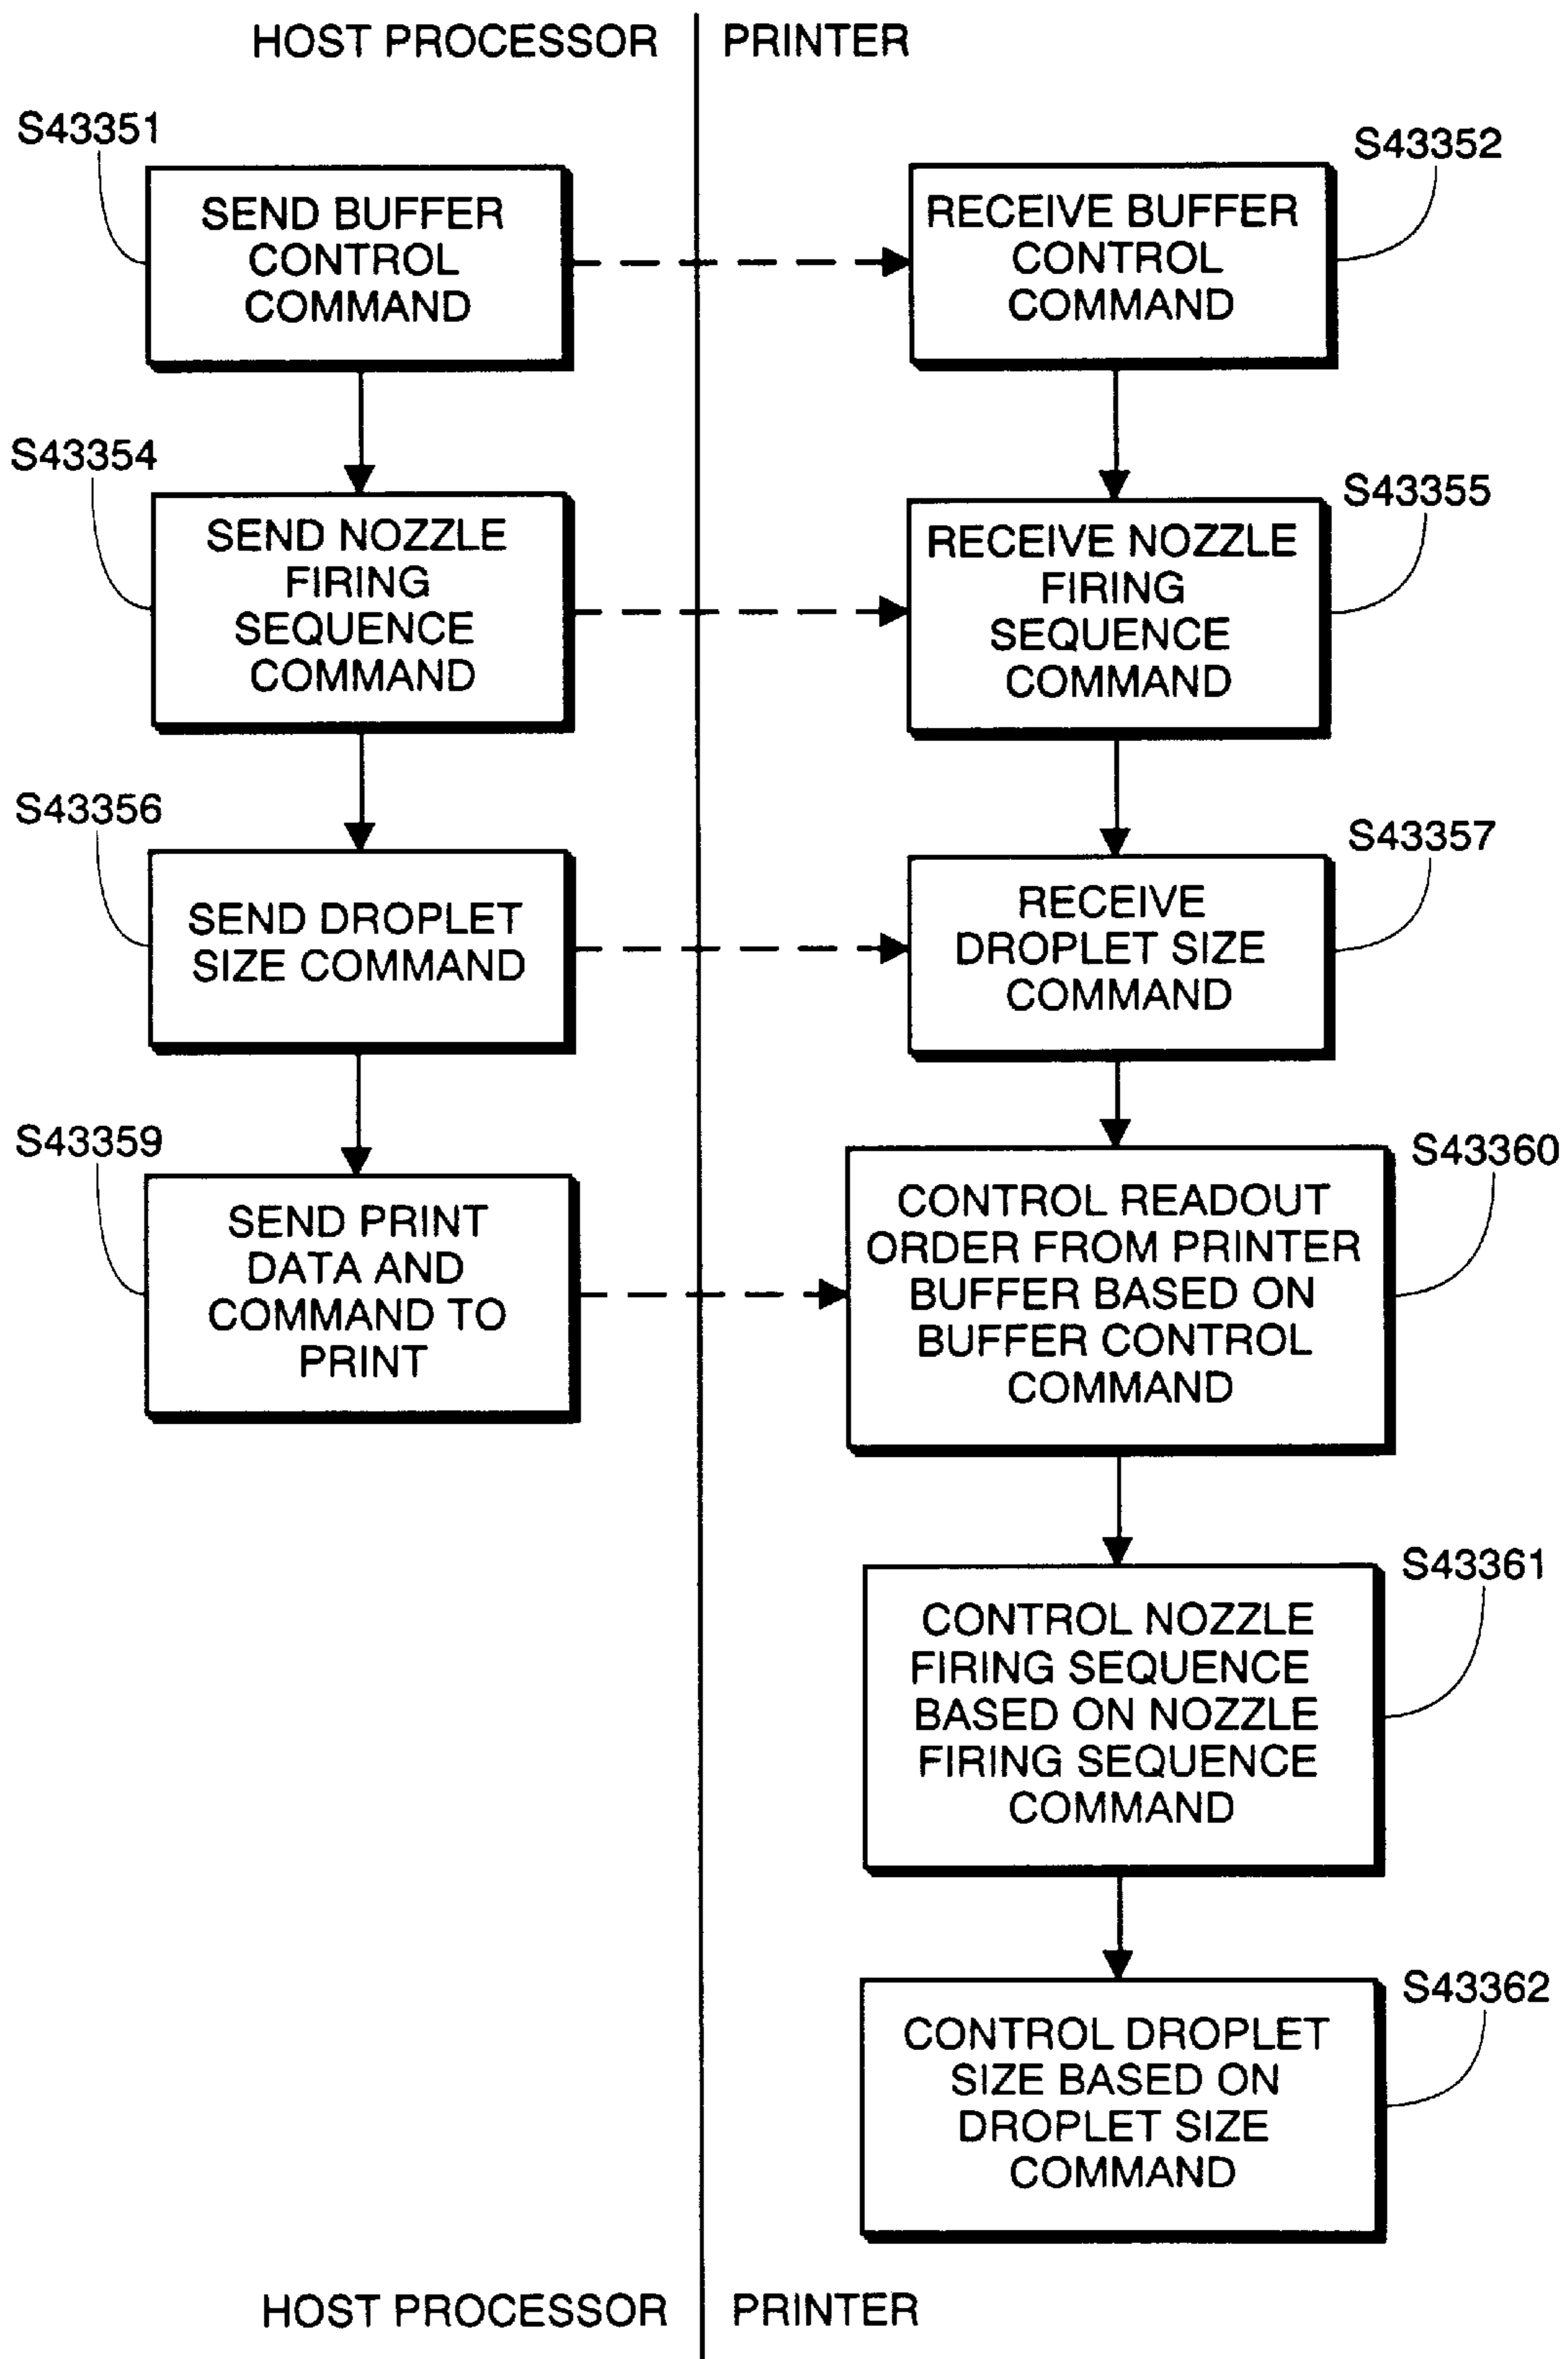 HOST PROCESSOR
PRINTER
S43351
SEND BUFFER
CONTROL
COMMAND
S43352
RECEIVE BUFFER
CONTROL
COMMAND
S43354
SEND NOZZLE
FIRING
SEQUENCE
COMMAND
S43355
RECEIVE NOZZLE
FIRING
SEQUENCE
COMMAND
S43356
SEND DROPLET
SIZE COMMAND
S43357
RECEIVE
DROPLET SIZE
COMMAND
S43359
SEND PRINT
DATA AND
COMMAND TO
PRINT
S43360
CONTROL READOUT
ORDER FROM PRINTER
BUFFER BASED ON
BUFFER CONTROL
COMMAND
S43361
CONTROL NOZZLE
FIRING SEQUENCE
BASED ON NOZZLE
FIRING SEQUENCE
COMMAND
S43362
CONTROL DROPLET
SIZE BASED ON
DROPLET SIZE
COMMAND
HOST PROCESSOR
PRINTER